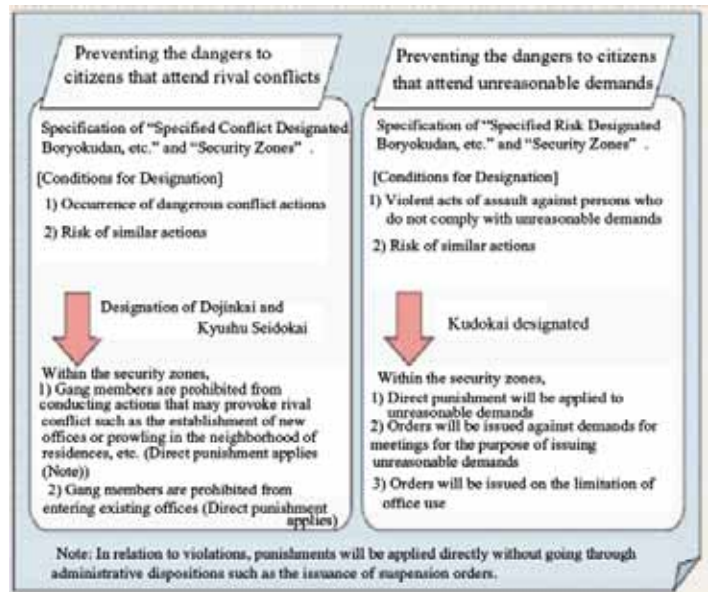 Preventing the dangers to
citizens that attend rival conflicts
Specification of “Specified Conflict Designated
Boryokudan, etc.” and “Security Zones” .
[Conditions for Designation]
1) Occurrence of dangerous conflict actions
2) Risk of similar actions
Designation of Dojinkai and
Kyushu Seidokai
Within the security zones,
1) Gang members are prohibited from
conducting actions that may provoke rival
conflict such as the establishment of new
offices or prowling in the neighborhood of
residences, etc. (Direct punishment applies
(Note))
2) Gang members are prohibited from
entering existing offices (Direct punishment
applies)
Preventing the dangers to citizens
that attend unreasonable demands
Specification of “Specified Risk Designated
Boryokudan, etc.” and “Security Zones” .
[Conditions for Designation]
1) Violent acts of assault against persons who
do not comply with unreasonable demands
2) Risk of similar actions
Kudokai designated
Within the security zones,
1) Direct punishment will be applied to
unreasonable demands
2) Orders will be issued against demands for
meetings for the purpose of issuing
unreasonable demands
3) Orders will be issued on the limitation of
office use
Note: In relation to violations, punishments will be applied directly without going through
administrative dispositions such as the issuance of suspension orders.